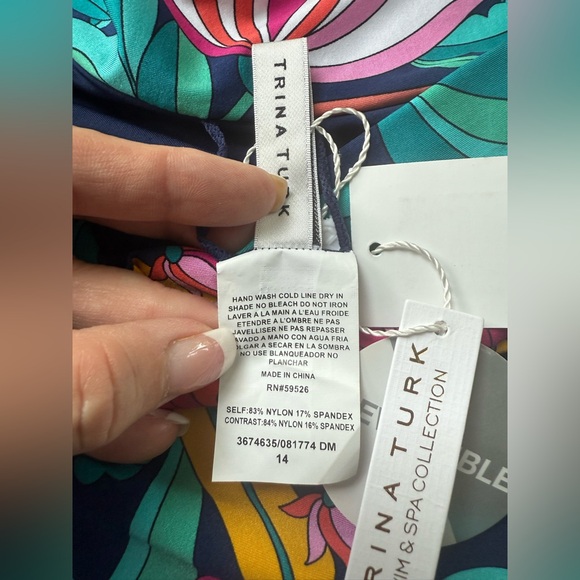 TRINA TURK
HAND WASH COLD LINE DRY IN
SHADE NO BLEACH DO NOT IRON
LAVER À LA MAIN A L'EAU FROIDE
ETENDRE A L'OMBRE NE PAS
JAVELLISER NE PAS REPASSER
LAVADO A MANO CON AGUA FRIA
COLGAR A SECAR EN LA SOMBRA
NO USE BLANQUEADOR NO
PLANCHAR
MADE IN CHINA
RN#59526
SELF:83% NYLON 17% SPANDEX
CONTRAST:84% NYLON 16% SPANDEX
3674635/081774 DM
14
RINA TURK
IM & SPA COLLECTION
BLE